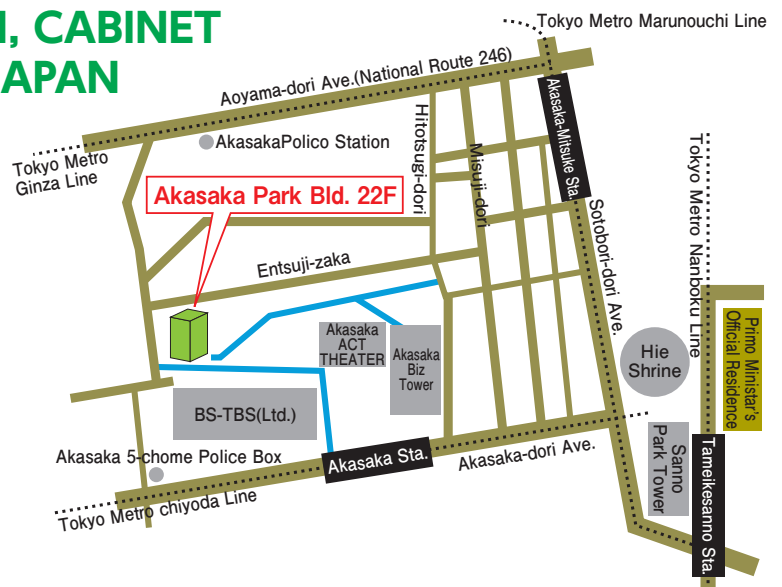 , CABINET
APAN
Tokyo Metro Marunouchi Line
Aoyama-dori Ave.(National Route 246)
AkasakaPolico Station
Tokyo Metro
Ginza Line
Akasaka Park Bld. 22F
Hitotsugi-dori
Misuji-dori
Akasaka-Mitsuke Sta.
Sotobori-dori Ave.
Tokyo Metro Nanboku Line
Entsuji-zaka
Akasaka
ACT
THEATER
Akasaka
Biz
Tower
Hie
Shrine
Primo Ministar's
Official Residence
BS-TBS(Ltd.)
Akasaka 5-chome Police Box
Akasaka Sta.
Akasaka-dori Ave.
Sanno
Park Tower
Tameikesanno Sta.
Tokyo Metro chiyoda Line